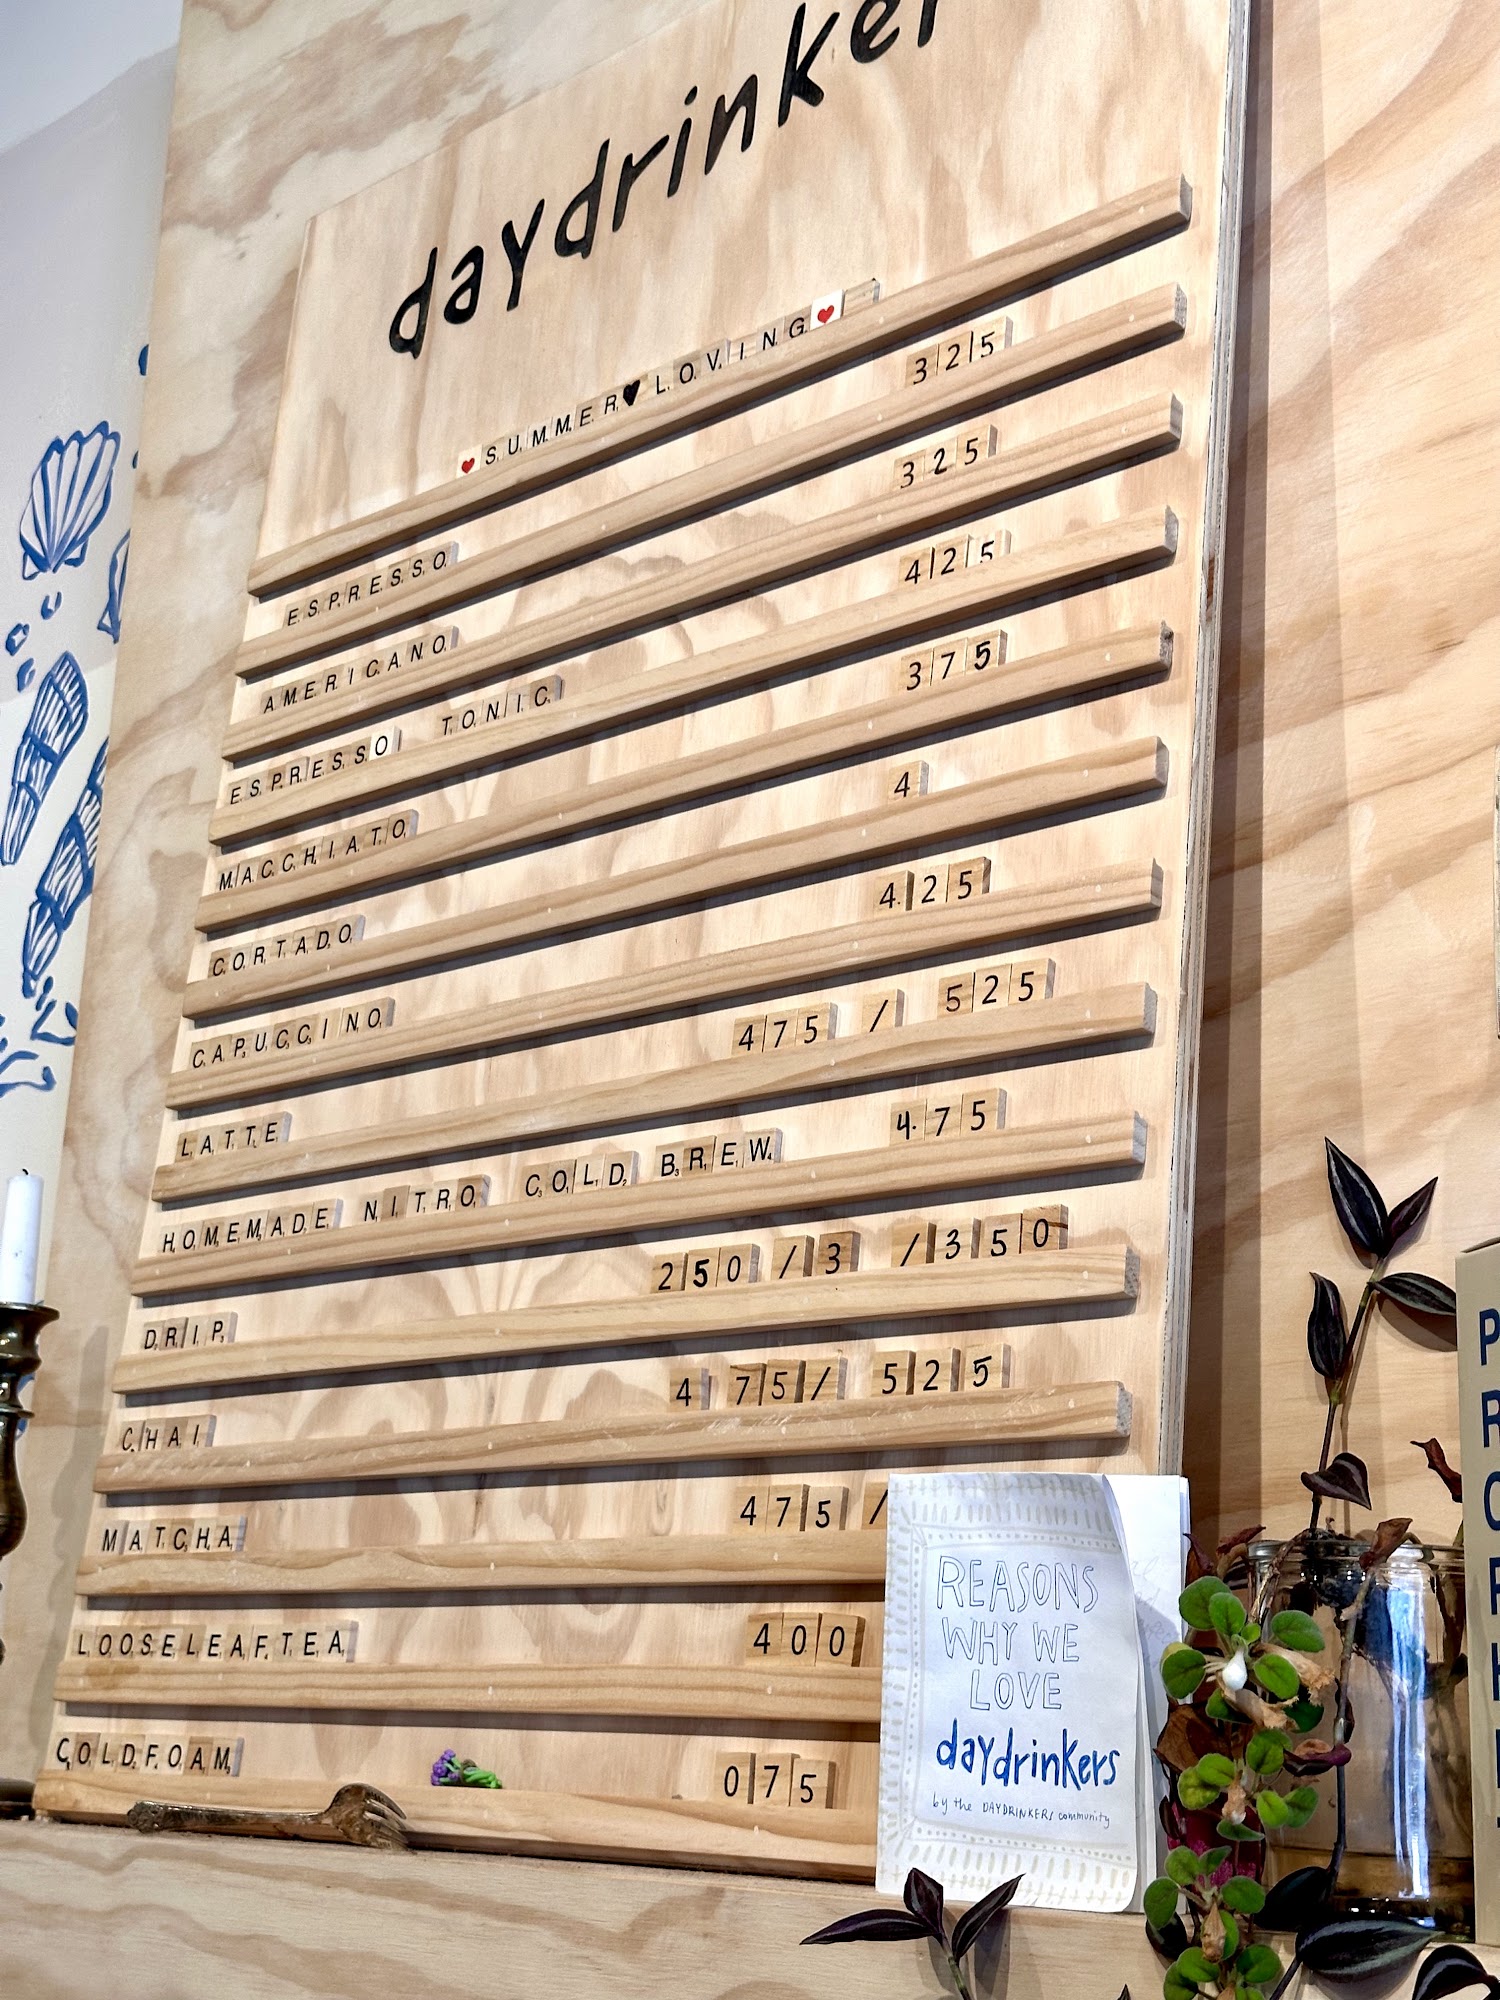 daydrinker
♥ SUMMER♥LOVING♥
ESPRESSO 325
AMERICANO 325
ESPRESSO TONIC 425
MACCHIATO 375
CORTADO 4
CAPUCCINO 425
LATTE 475 / 525
HOMEMADE NITRO COLD BREW 475
DRIP 250 / 3 / 350
CHAI 475 / 525
MATCHA 475 /
LOOSELEAFTEA 400
COLDFOAM 075
REASONS
WHY WE
LOVE
daydrinkers
by the DAYDRINKERS community